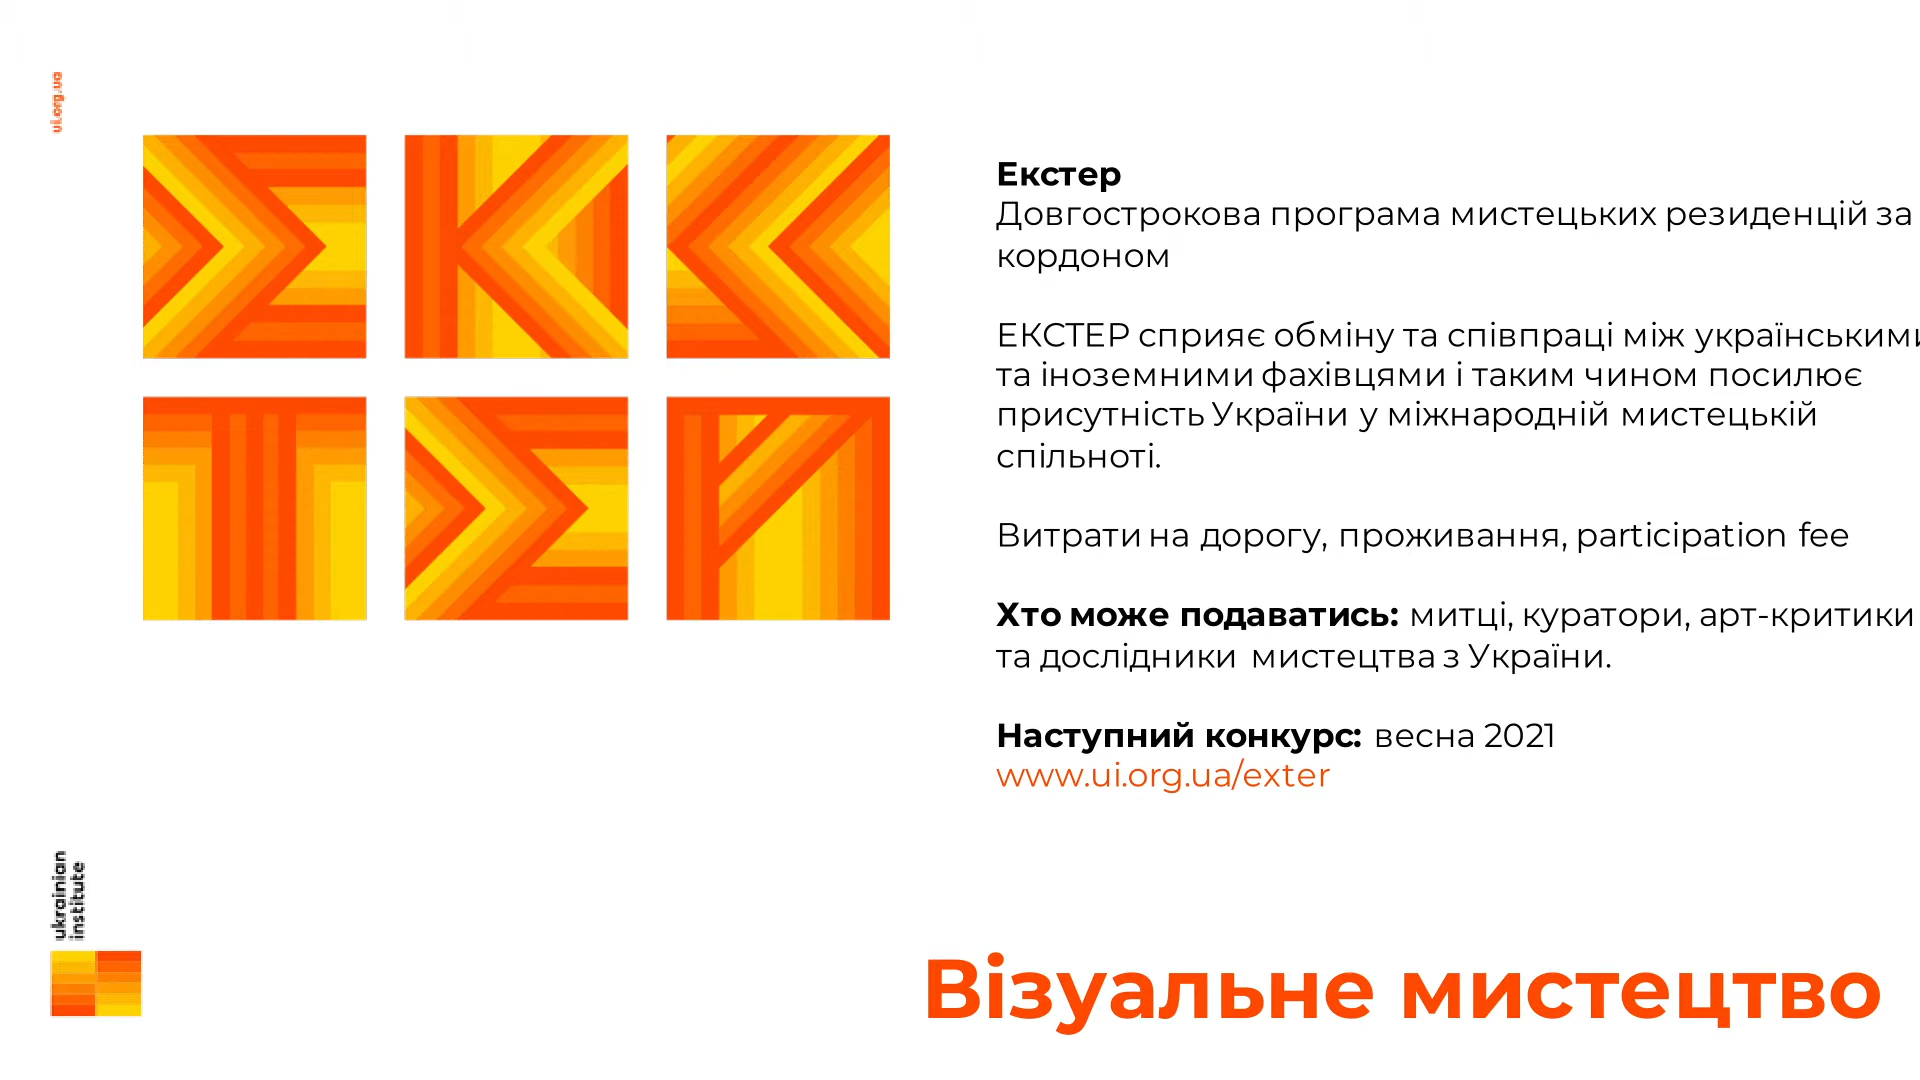 ui.org.ua
ЕКС
ТЕР
Екстер
Довгострокова програма мистецьких резиденцій за
кордоном
ЕКСТЕР сприяє обміну та співпраці між українськими
та іноземними фахівцями і таким чином посилює
присутність України у міжнародній мистецькій
спільноті.
Витрати на дорогу, проживання, participation fee
Хто може подаватись: митці, куратори, арт-критики
та дослідники мистецтва з України.
Наступний конкурс: весна 2021
www.ui.org.ua/exter
ukrainian
institute
Візуальне мистецтво